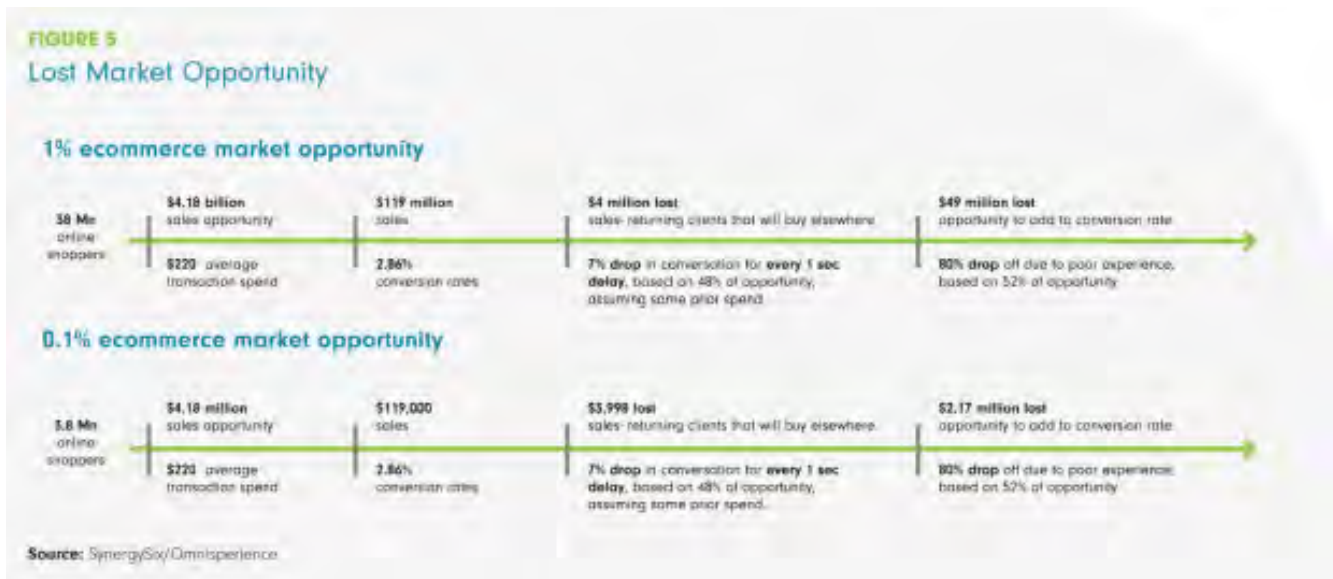 FIGURE 5
Lost Market Opportunity
1% ecommerce market opportunity
38 Mn
online
shoppers
$4.18 billion
sales opportunity
$220 average
transaction spend
$119 million
sales
2.86%
conversion rates
$4 million lost
sales- returning clients that will buy elsewhere
7% drop in conversation for every 1 sec
delay, based on 48% of opportunity,
assuming same prior spend
$49 million lost
opportunity to add to conversion rate
80% drop off due to poor experience,
based on 52% of opportunity
0.1% ecommerce market opportunity
3.8 Mn
online
shoppers
$4.18 million
sales opportunity
$220 average
transaction spend
$119,000
sales
2.86%
conversion rates
$3,998 lost
sales- returning clients that will buy elsewhere
7% drop in conversation for every 1 sec
delay, based on 48% of opportunity,
assuming same prior spend.
$2.17 million lost
opportunity to add to conversion rate
80% drop off due to poor experience,
based on 52% of opportunity
Source: SynergySix/Omnisperience